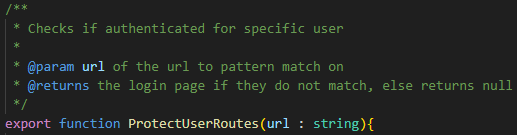 /**
 * Checks if authenticated for specific user
 *
 * @param url of the url to pattern match on
 * @returns the login page if they do not match, else returns null
 */
export function ProtectUserRoutes(url : string){